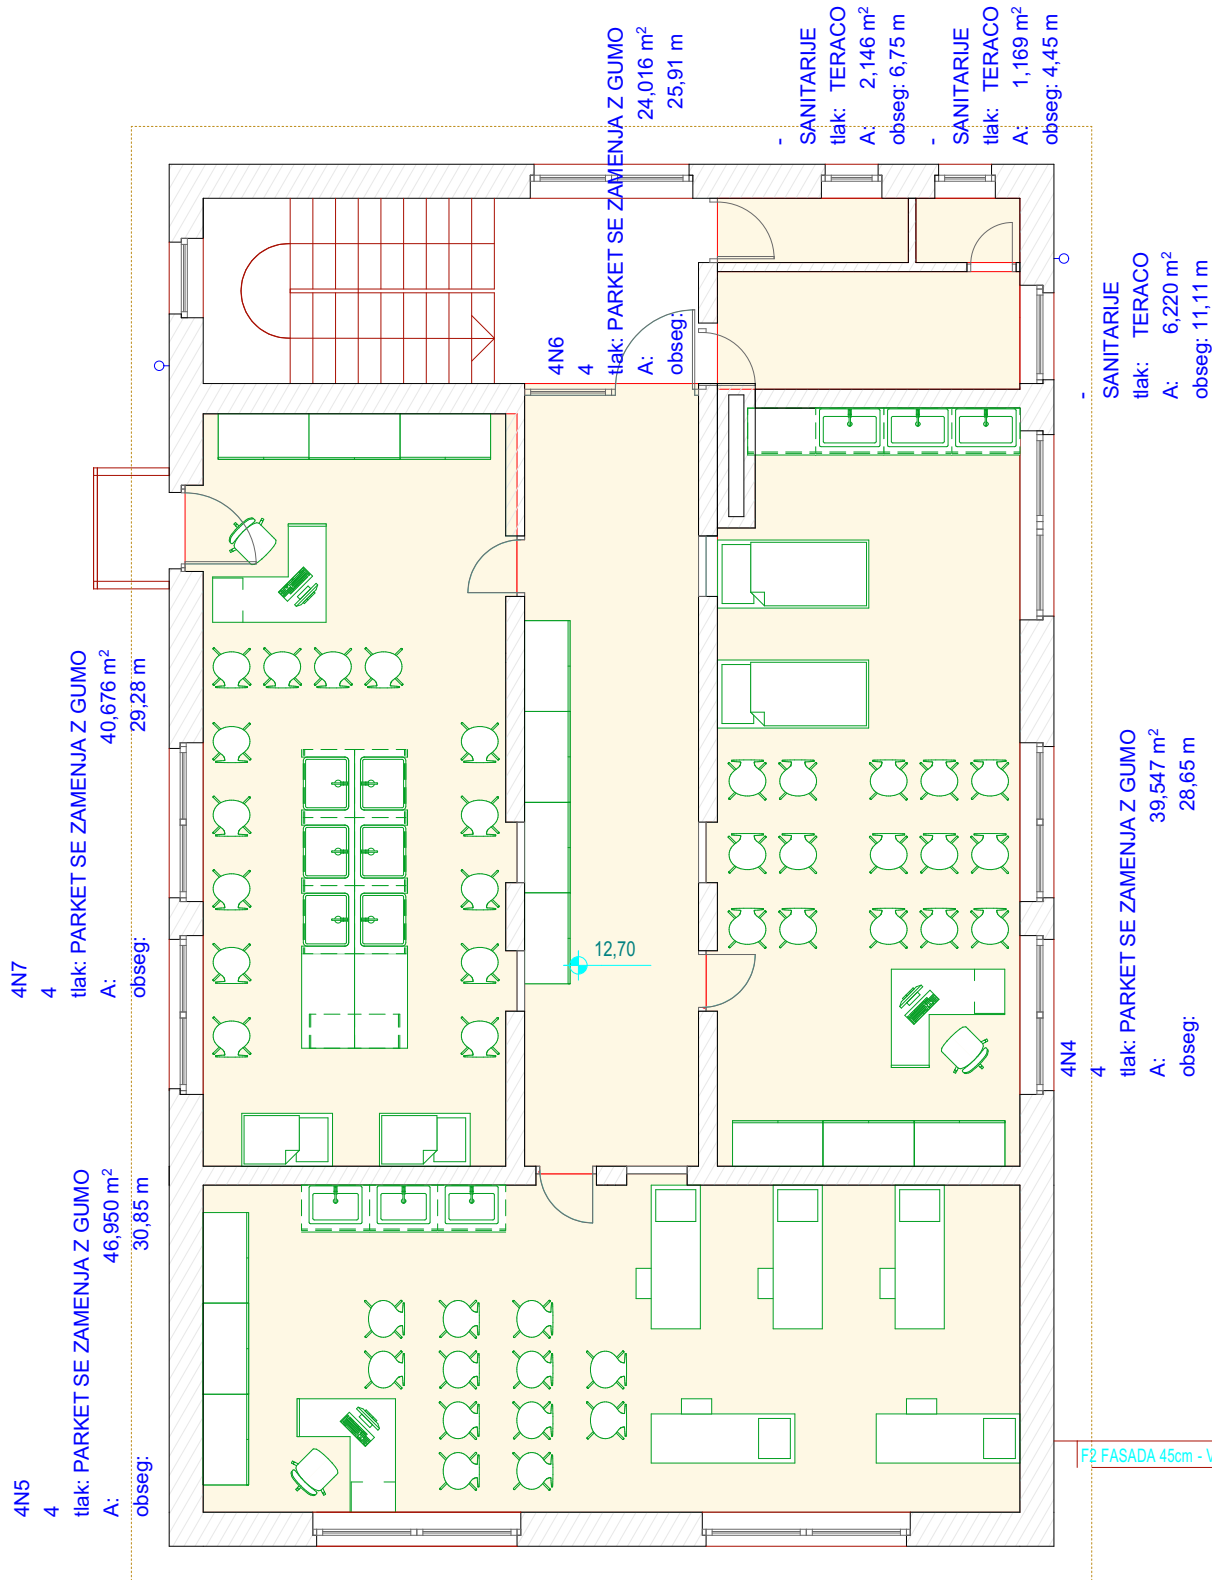 4N6
4
tlak: PARKET SE ZAMENJA Z GUMO
A: 24,016 m²
obseg: 25,91 m
-
SANITARIJE
tlak: TERACO
A: 2,146 m²
obseg: 6,75 m
-
SANITARIJE
tlak: TERACO
A: 1,169 m²
obseg: 4,45 m
-
SANITARIJE
tlak: TERACO
A: 6,220 m²
obseg: 11,11 m
4N7
4
tlak: PARKET SE ZAMENJA Z GUMO
A: 40,676 m²
obseg: 29,28 m
12,70
4N4
4
tlak: PARKET SE ZAMENJA Z GUMO
A: 39,547 m²
obseg: 28,65 m
4N5
4
tlak: PARKET SE ZAMENJA Z GUMO
A: 46,950 m²
obseg: 30,85 m
F2 FASADA 45cm - V